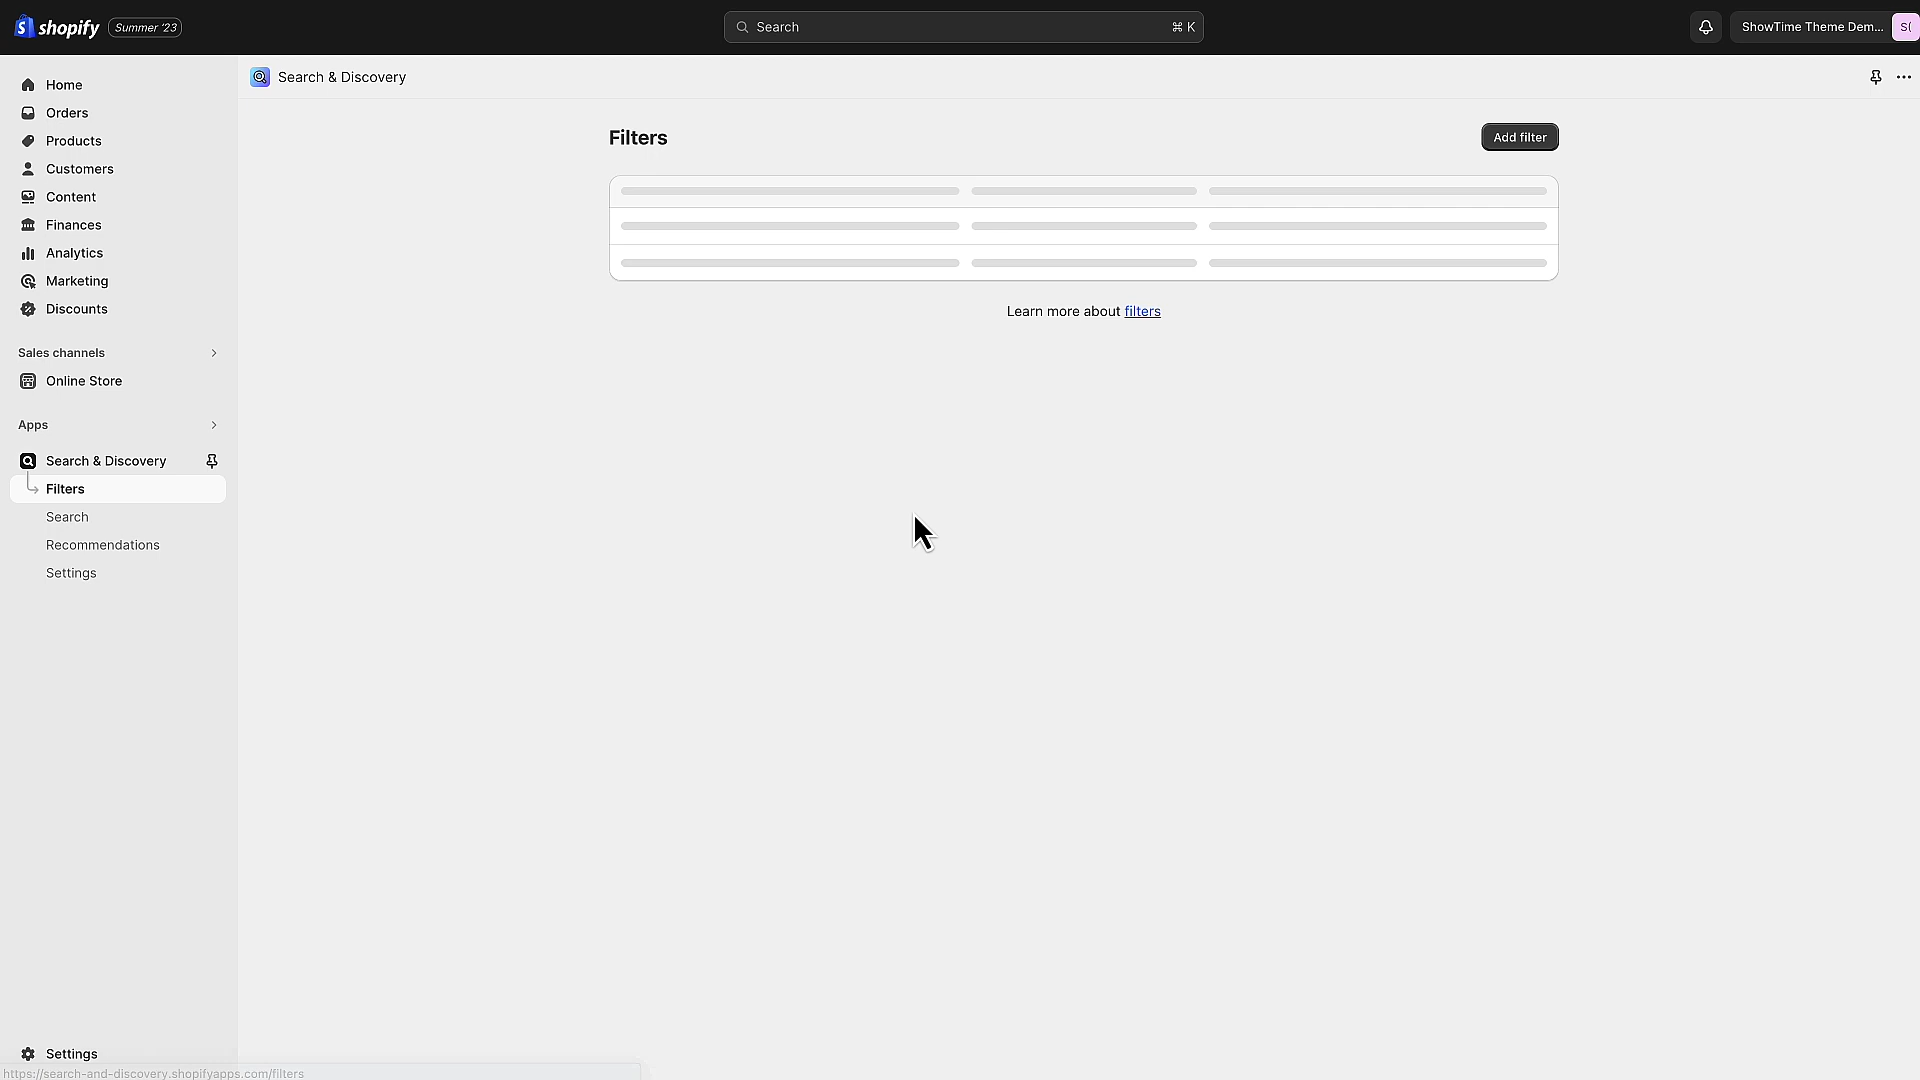 shopify
Summer '23
Search
⌘ K
ShowTime Theme Dem...
S(
Home
Orders
Products
Customers
Content
Finances
Analytics
Marketing
Discounts
Sales channels
Online Store
Apps
Search & Discovery
Filters
Search
Recommendations
Settings
Settings
https://search-and-discovery.shopifyapps.com/filters
Search & Discovery
Filters
Add filter
Learn more about filters